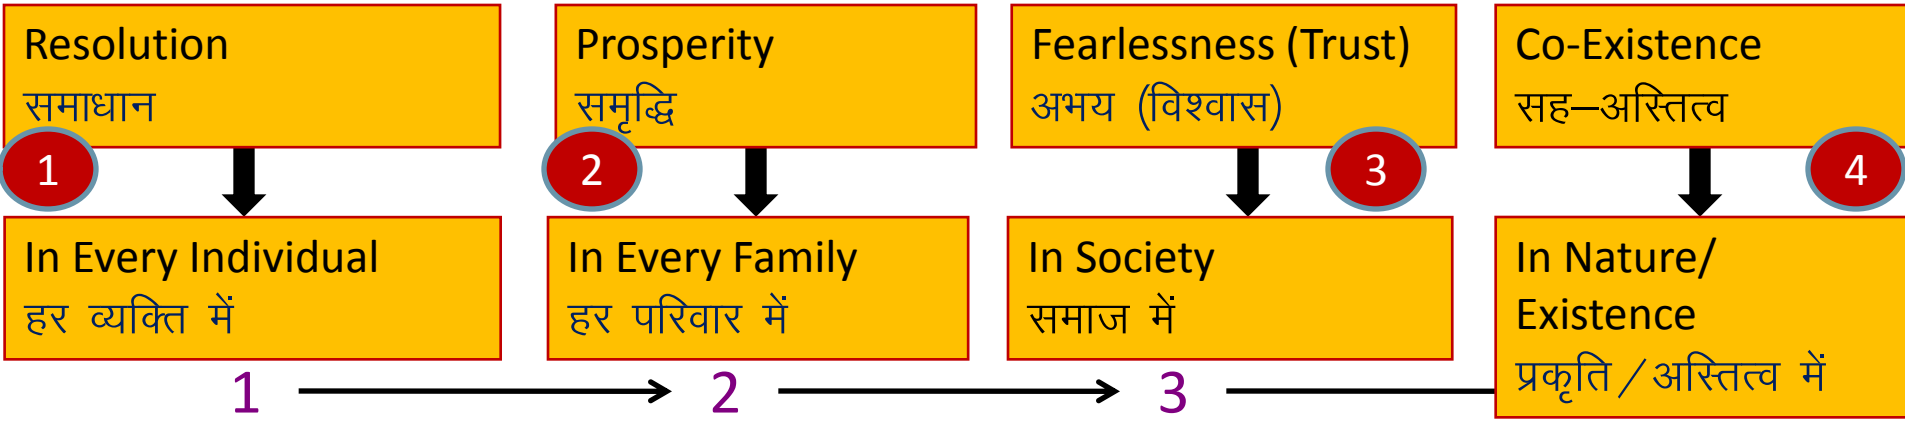 Resolution
समाधान
1
In Every Individual
हर व्यक्ति में
Prosperity
समृद्धि
2
In Every Family
हर परिवार में
Fearlessness (Trust)
अभय (विश्वास)
3
In Society
समाज में
Co-Existence
सह–अस्तित्व
4
In Nature/
Existence
प्रकृति/अस्तित्व में
1
2
3